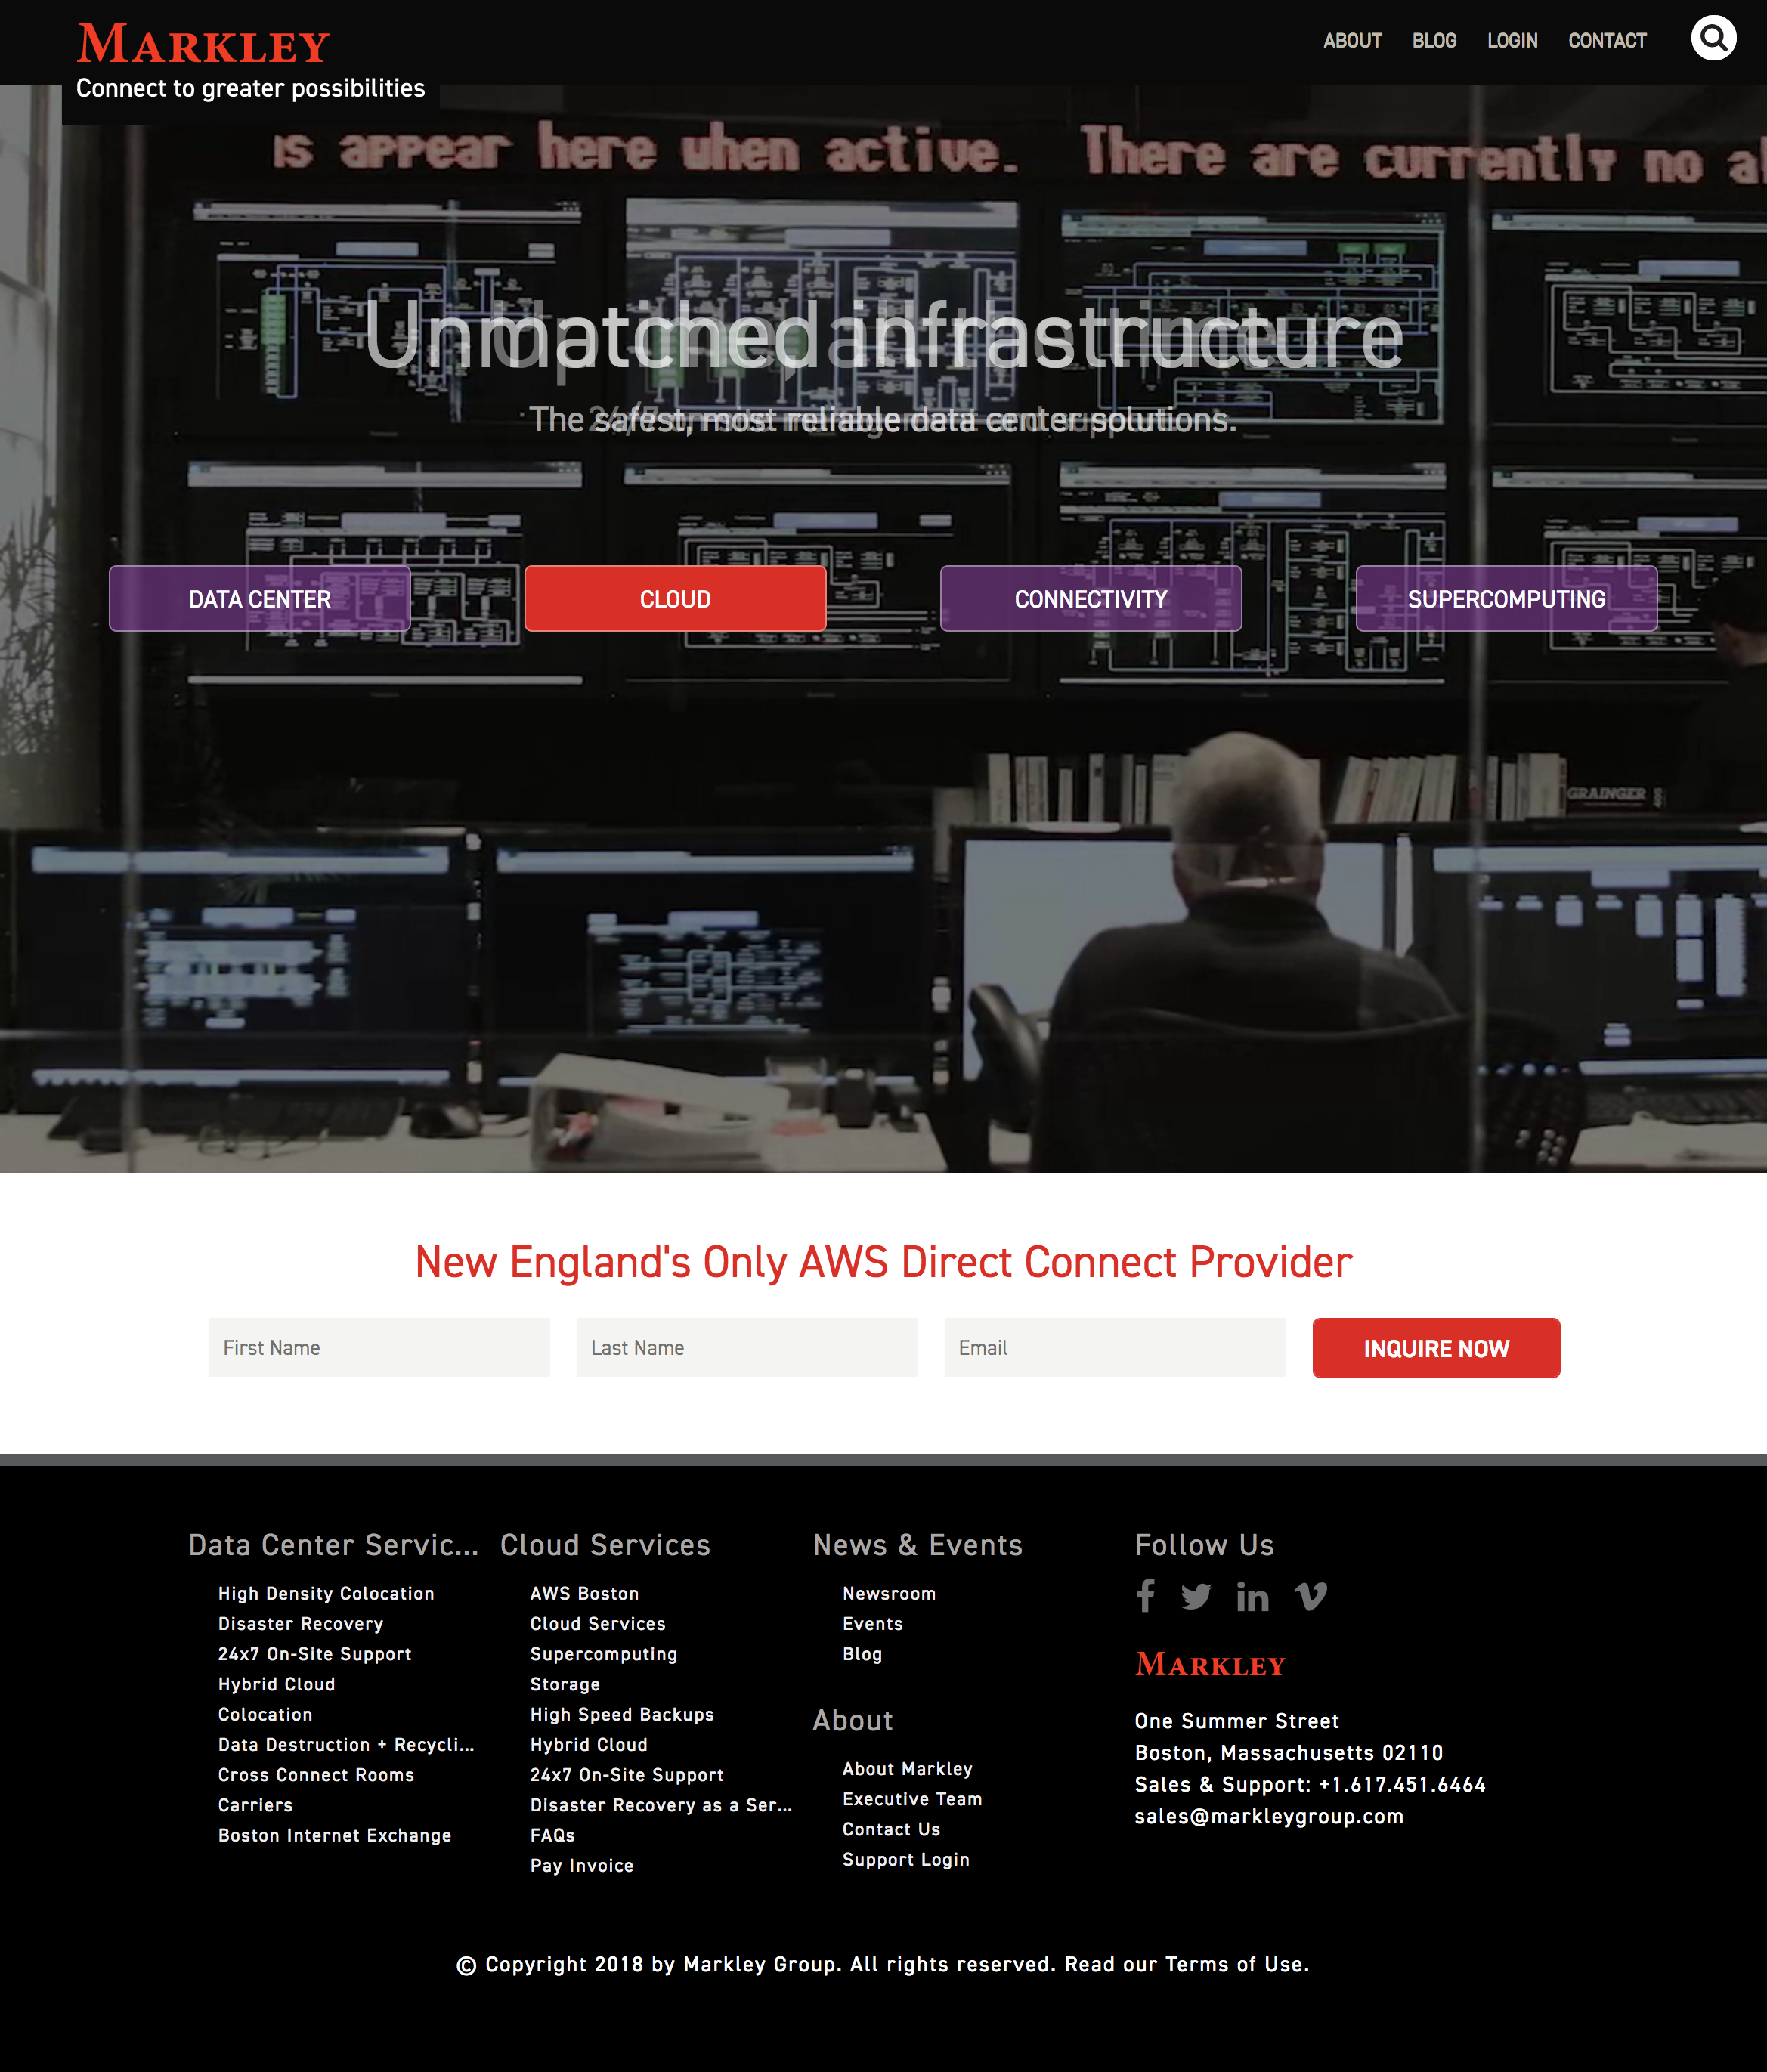 MARKLEY
Connect to greater possibilities
ABOUT BLOG LOGIN CONTACT
is appear here when active. There are currently no al
Unmatched infrastructure
The safest, most reliable data center solutions.
DATA CENTER CLOUD CONNECTIVITY SUPERCOMPUTING
GRAINGER 405
New England's Only AWS Direct Connect Provider
First Name Last Name Email INQUIRE NOW
Data Center Servic...
High Density Colocation
Disaster Recovery
24x7 On-Site Support
Hybrid Cloud
Colocation
Data Destruction + Recycli...
Cross Connect Rooms
Carriers
Boston Internet Exchange
Cloud Services
AWS Boston
Cloud Services
Supercomputing
Storage
High Speed Backups
Hybrid Cloud
24x7 On-Site Support
Disaster Recovery as a Ser...
FAQs
Pay Invoice
News & Events
Newsroom
Events
Blog
About
About Markley
Executive Team
Contact Us
Support Login
Follow Us
MARKLEY
One Summer Street
Boston, Massachusetts 02110
Sales & Support: +1.617.451.6464
sales@markleygroup.com
© Copyright 2018 by Markley Group. All rights reserved. Read our Terms of Use.